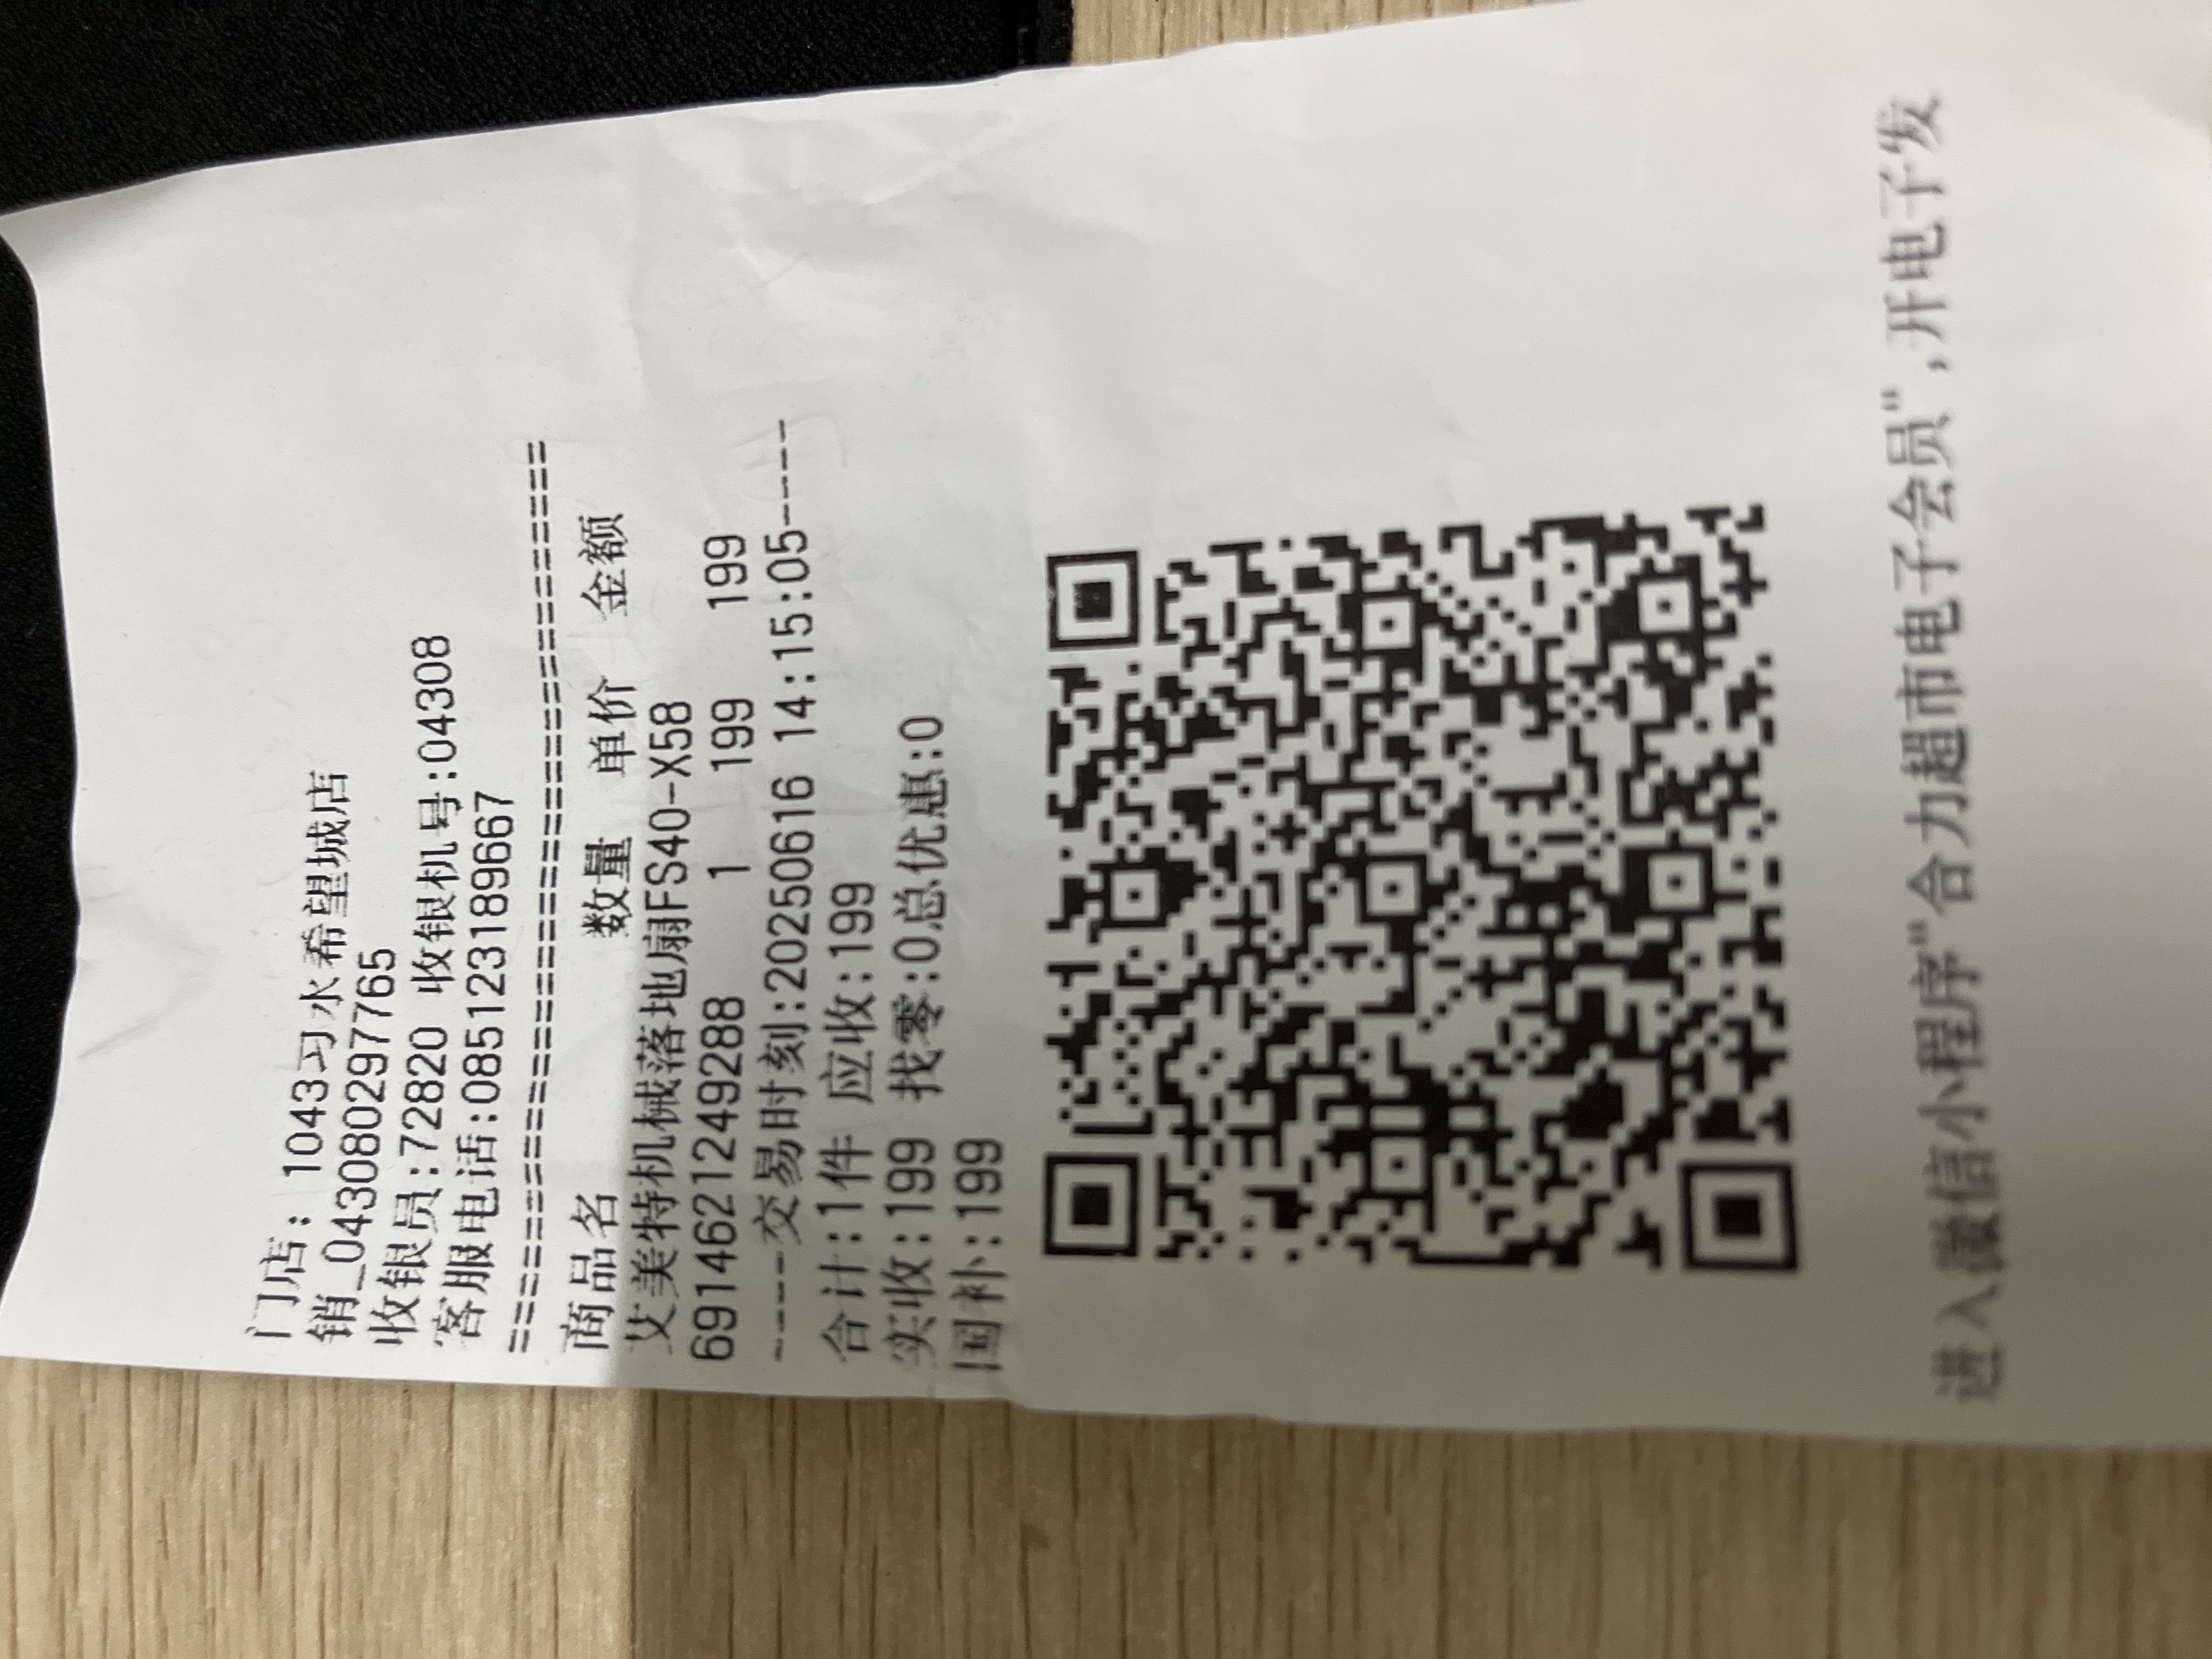 门店: 1043习水希望城店
销_0430802977​65
收银员:72820 收银机号:04308
客服电话:085123189667
================================
商品名 数量 单价 金额
艾美特机械落地扇FS40-X58
6914621249288 1 199 199
-----交易时刻:20250616 14:15:05-----
合计:1件 应收:199
实收:199 找零:0总优惠:0
国补:199
进入微信小程序"合力超市电子会员",开电子发